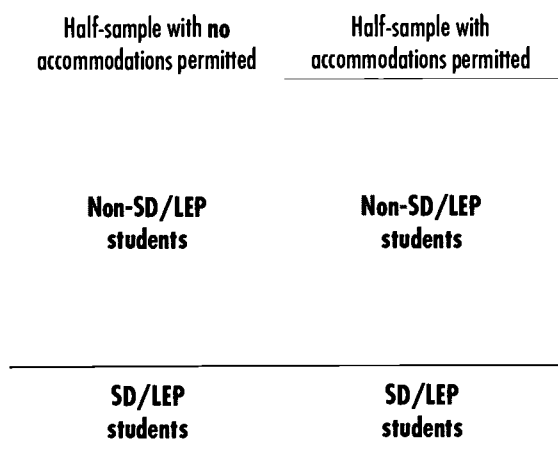 Half-sample with no
accommodations permitted
Half-sample with
accommodations permitted
Non-SD/LEP
students
Non-SD/LEP
students
SD/LEP
students
SD/LEP
students